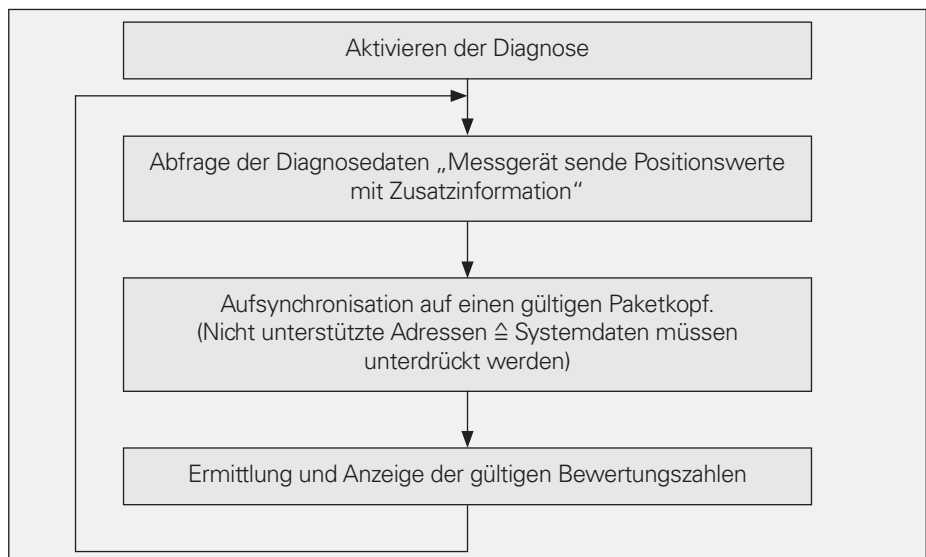 Aktivieren der Diagnose
Abfrage der Diagnosedaten „Messgerät sende Positionswerte
mit Zusatzinformation“
Aufsynchronisation auf einen gültigen Paketkopf.
(Nicht unterstützte Adressen ≙ Systemdaten müssen
unterdrückt werden)
Ermittlung und Anzeige der gültigen Bewertungszahlen